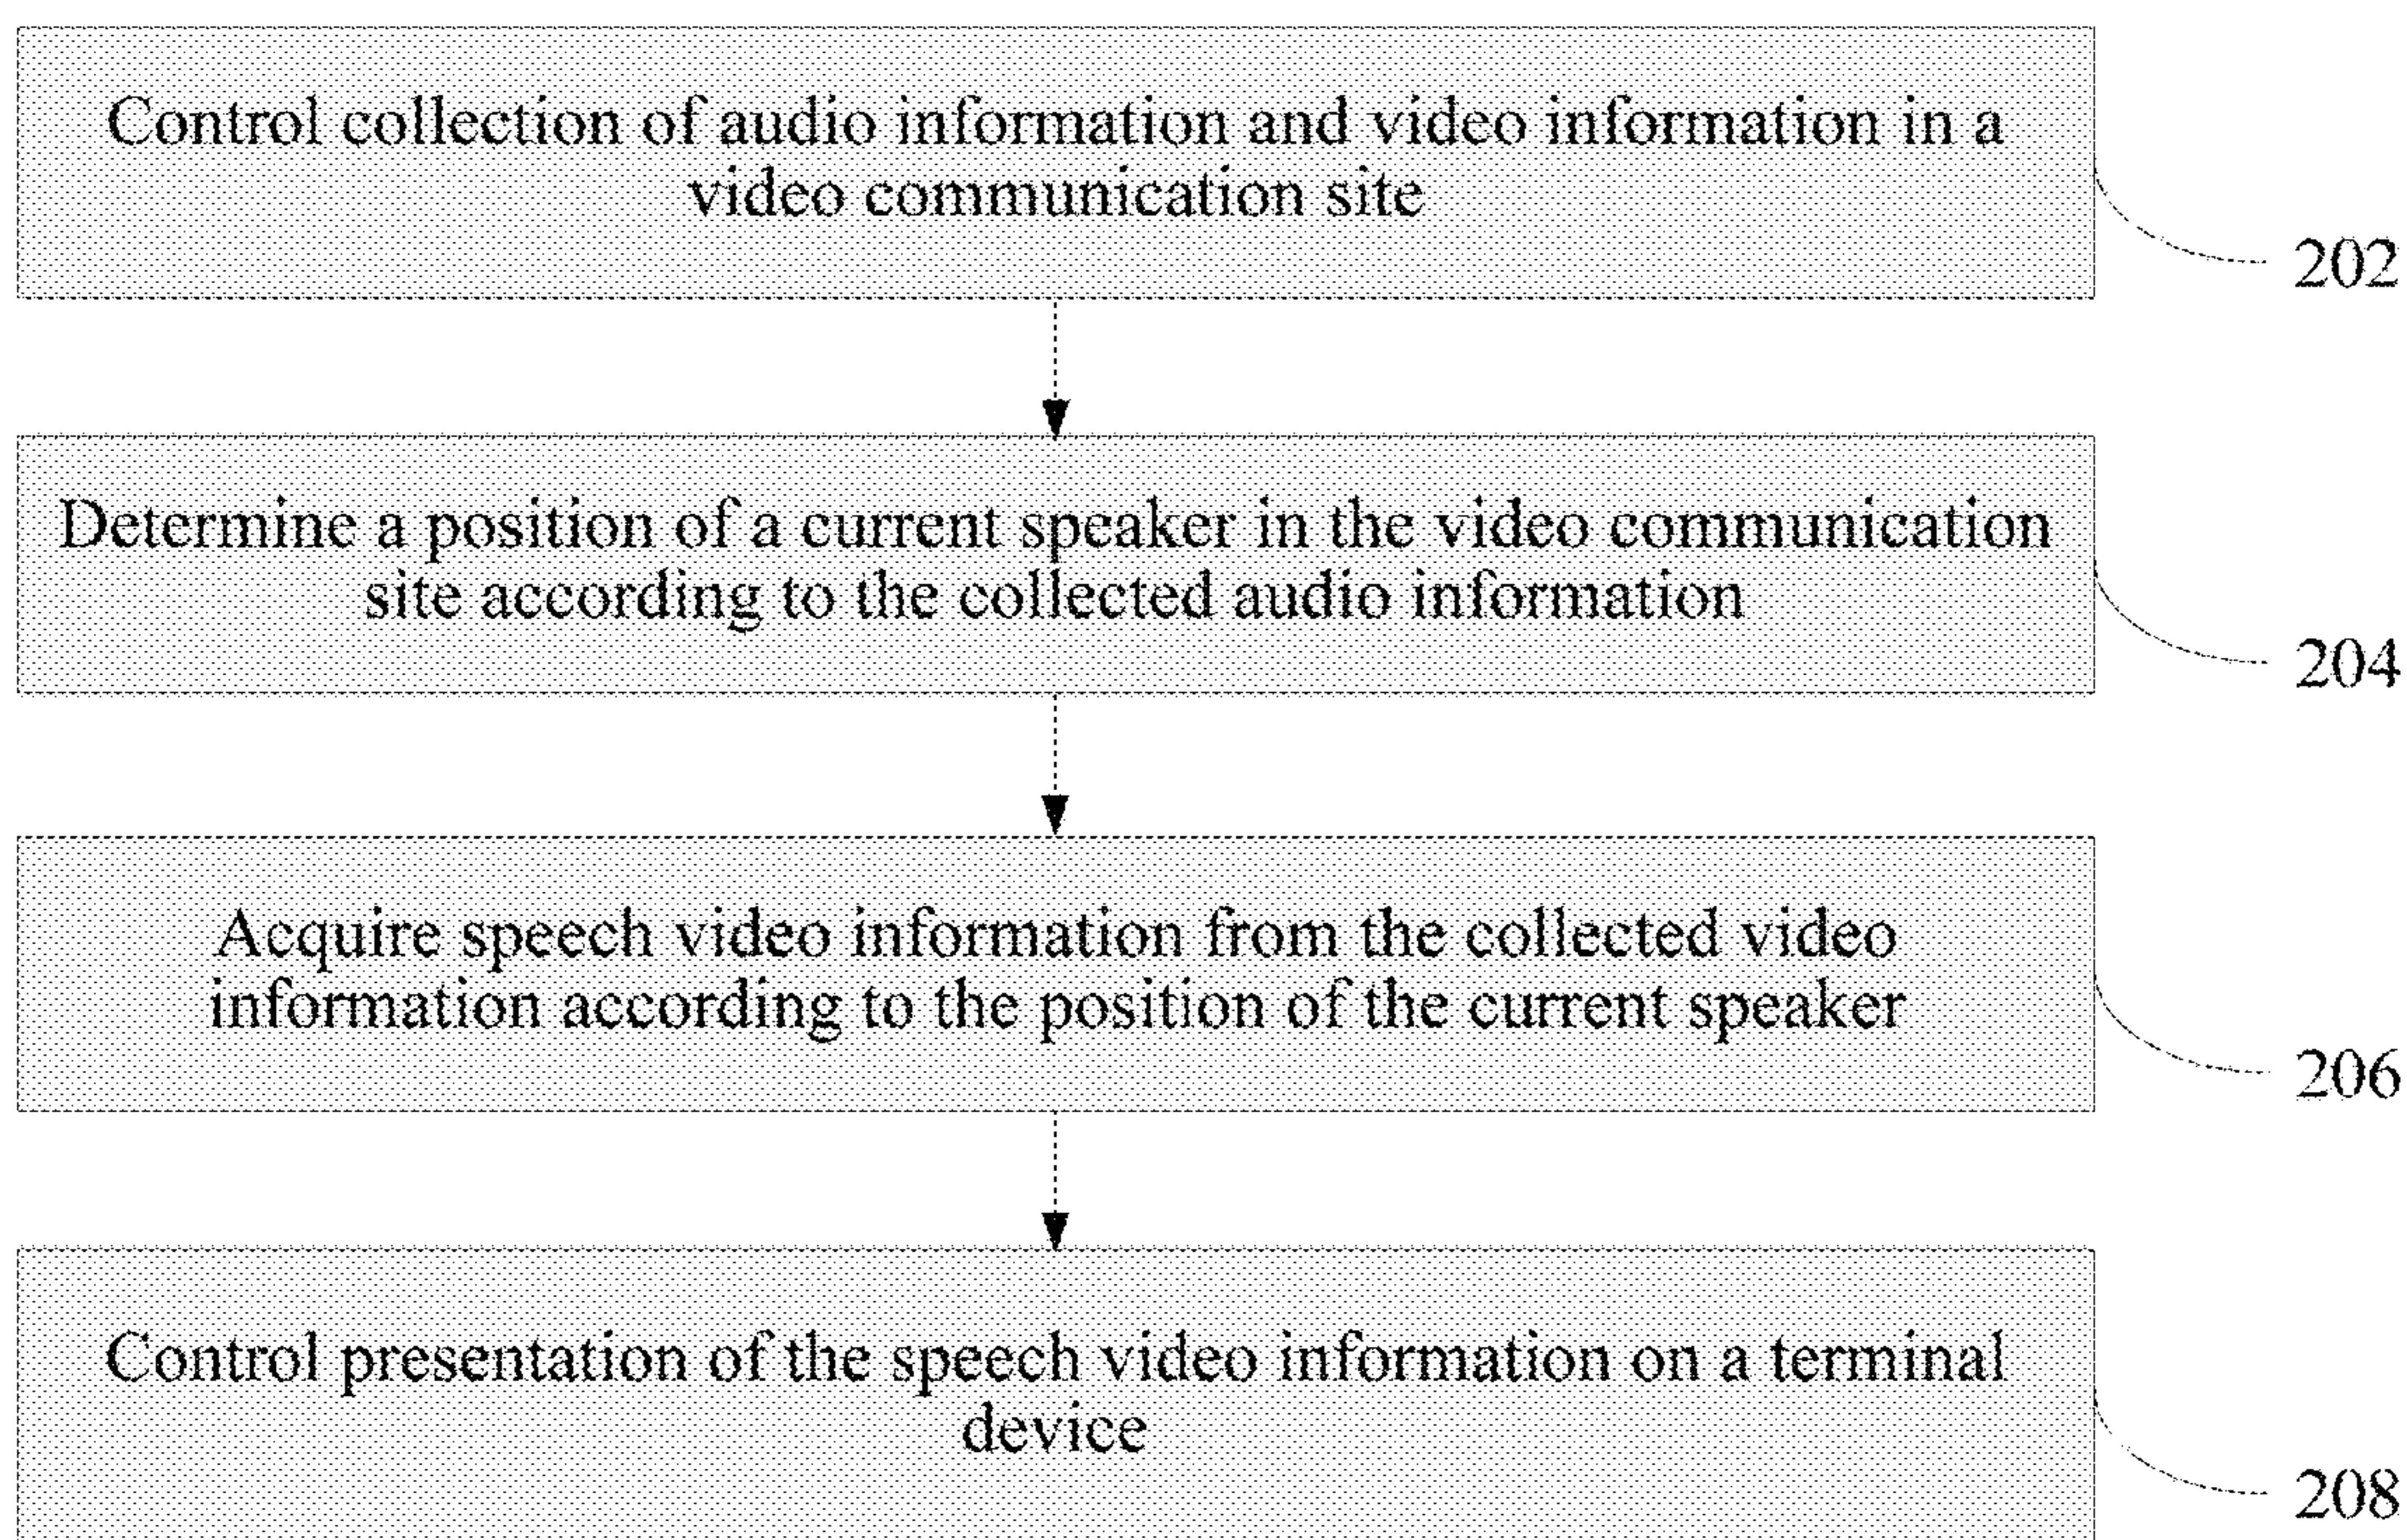 Control collection of audio information and video information in a
video communication site
202
Determine a position of a current speaker in the video communication
site according to the collected audio information
204
Acquire speech video information from the collected video
information according to the position of the current speaker
206
Control presentation of the speech video information on a terminal
device
208